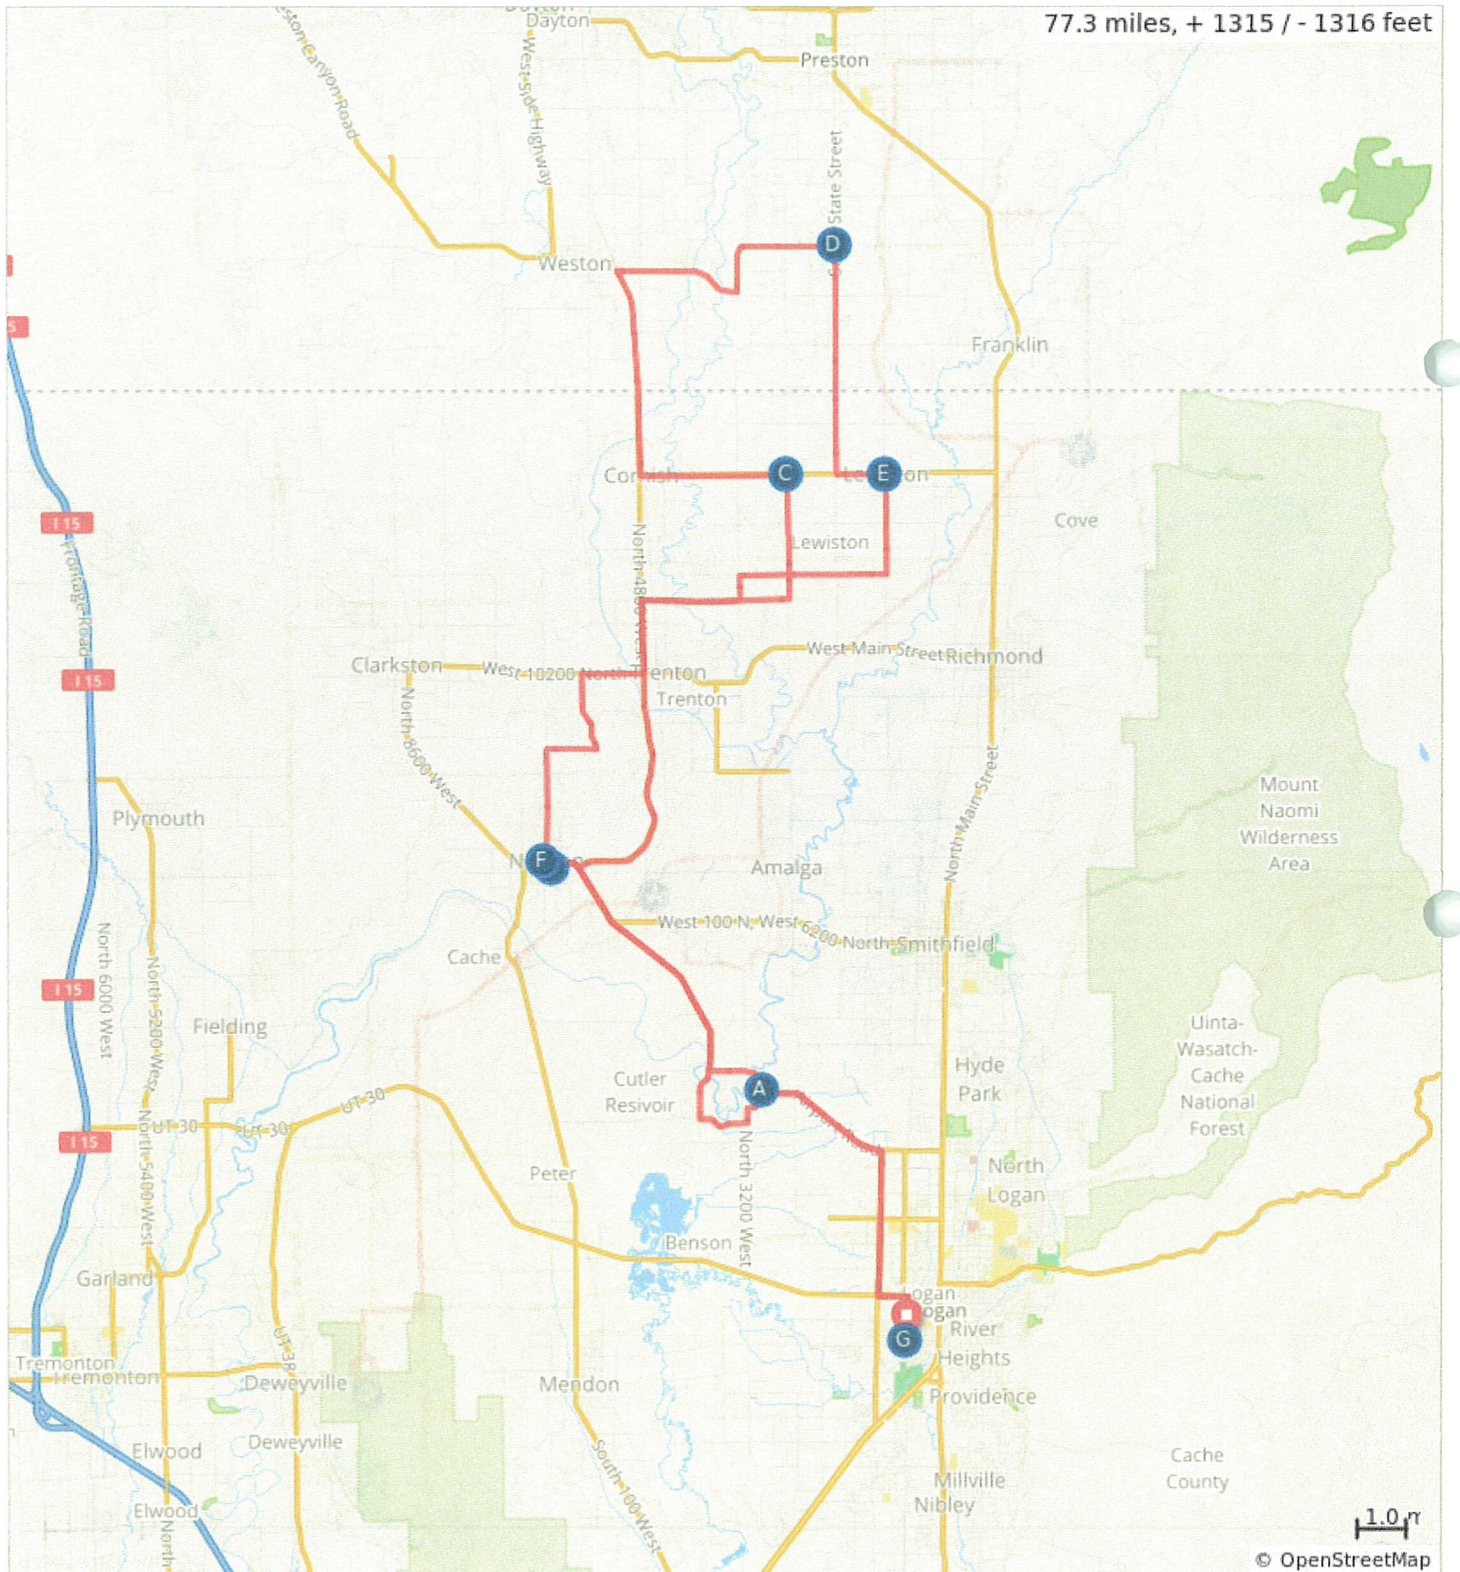 77.3 miles, + 1315 / - 1316 feet
Dayton
Preston
West Side Highway
State Street
D
Weston
Franklin
Cornish
C
E
Cove
Lewiston
I 15
Frontage Road
West Main Street
Richmond
Clarkston
West 10200 North
Trenton
I 15
Trenton
North 8600 West
North Main Street
Mount
Naomi
Wilderness
Area
Plymouth
F
Amalga
West 100 N, West 6200 North
Smithfield
Cache
North 6000 West
I 15
Fielding
Uinta-
Wasatch-
Cache
National
Forest
Hyde
Park
Cutler
Resivoir
A
Airport Road
UT 30
UT 30
UT 30
I 15
North 5400 West
North 3200 West
Peter
North
Logan
Benson
Garland
Logan
Logan
G
River
Heights
UT 38
Tremonton
Tremonton
Deweyville
Mendon
Providence
Deweyville
Elwood
South 100 West
Cache
County
Millville
Nibley
Elwood
North
© OpenStreetMap